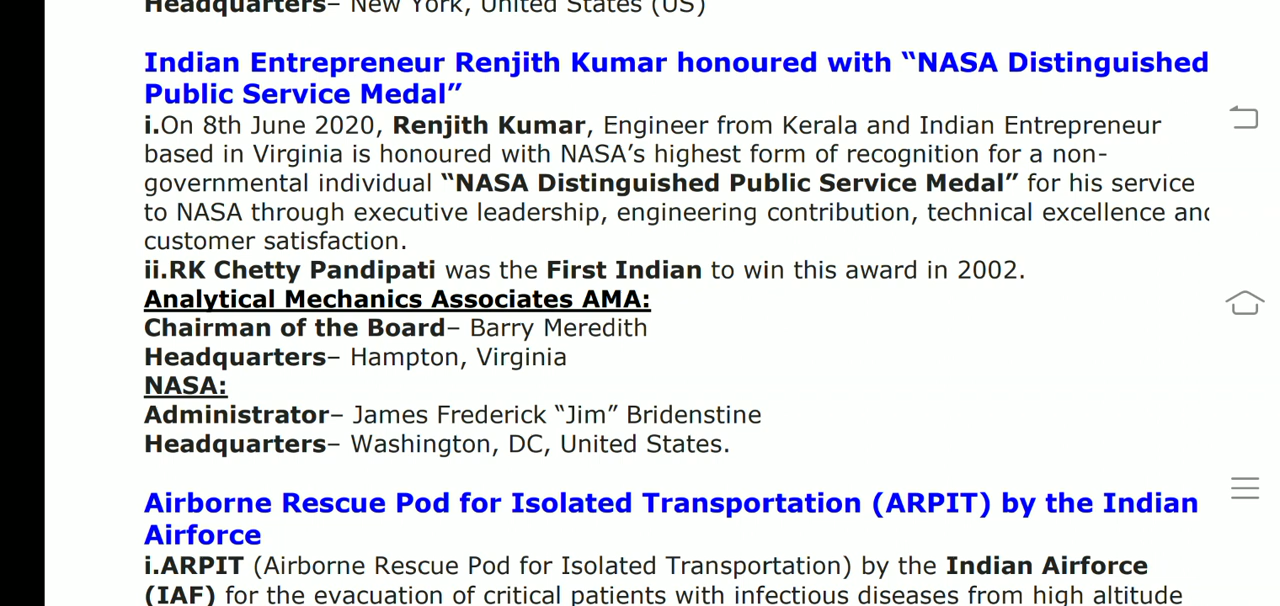 Headquarters– New York, United States (US)
Indian Entrepreneur Renjith Kumar honoured with “NASA Distinguished
Public Service Medal”
i.On 8th June 2020, Renjith Kumar, Engineer from Kerala and Indian Entrepreneur
based in Virginia is honoured with NASA’s highest form of recognition for a non-
governmental individual “NASA Distinguished Public Service Medal” for his service
to NASA through executive leadership, engineering contribution, technical excellence and
customer satisfaction.
ii.RK Chetty Pandipati was the First Indian to win this award in 2002.
Analytical Mechanics Associates AMA:
Chairman of the Board– Barry Meredith
Headquarters– Hampton, Virginia
NASA:
Administrator– James Frederick “Jim” Bridenstine
Headquarters– Washington, DC, United States.
Airborne Rescue Pod for Isolated Transportation (ARPIT) by the Indian
Airforce
i.ARPIT (Airborne Rescue Pod for Isolated Transportation) by the Indian Airforce
(IAF) for the evacuation of critical patients with infectious diseases from high altitude